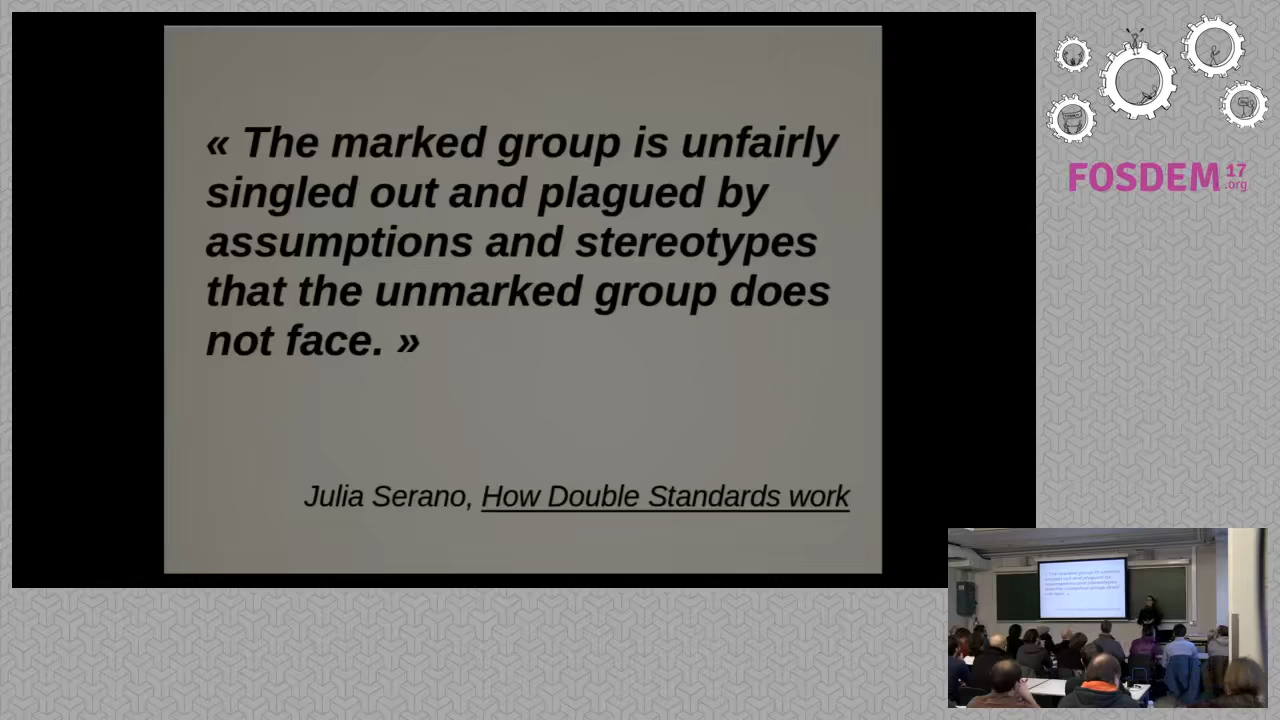 « The marked group is unfairly
singled out and plagued by
assumptions and stereotypes
that the unmarked group does
not face. »
Julia Serano, How Double Standards work
FOSDEM 17
.org